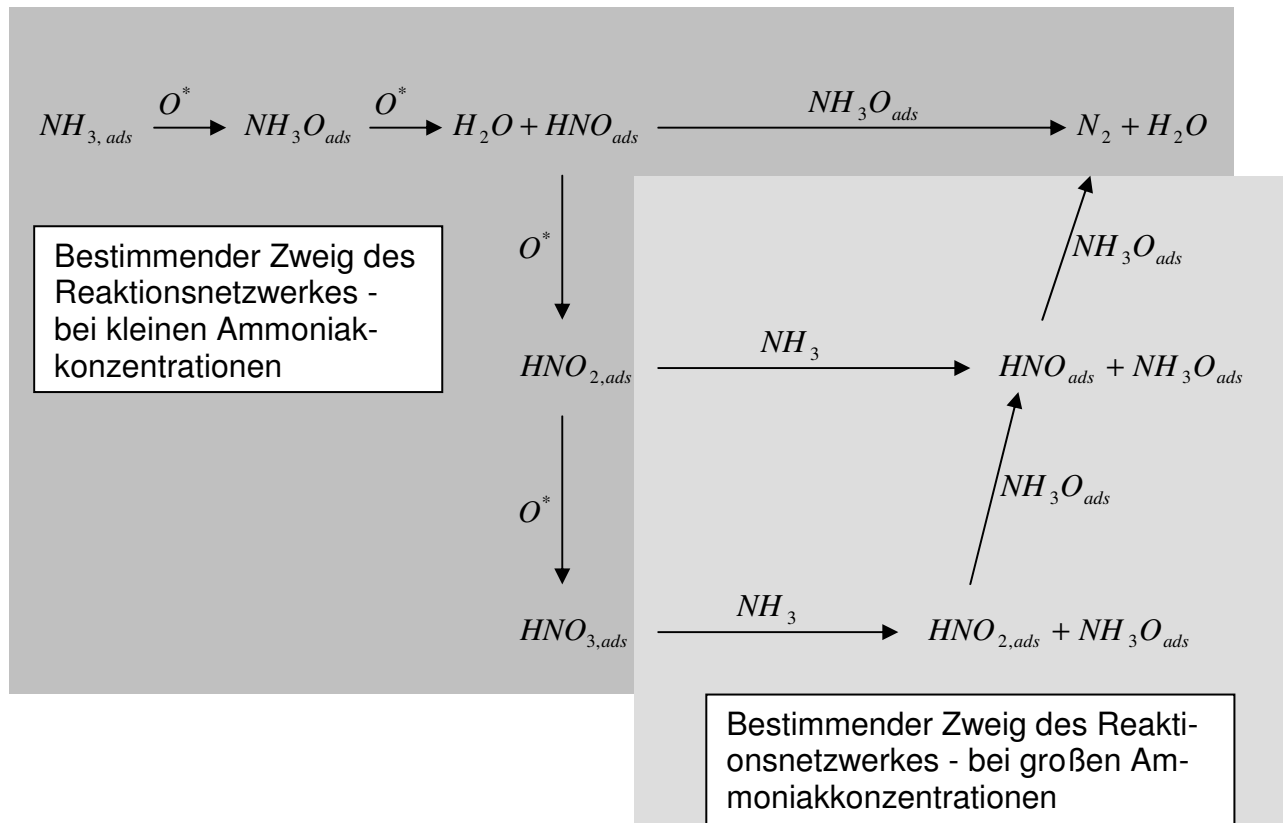 O* O* NH3Oads
NH3,ads → NH3Oads → H2O + HNOads → N2 + H2O
Bestimmender Zweig des
Reaktionsnetzwerkes -
bei kleinen Ammoniak-
konzentrationen
O*
NH3Oads
NH3
HNO2,ads → HNOads + NH3Oads
O*
NH3Oads
NH3
HNO3,ads → HNO2,ads + NH3Oads
Bestimmender Zweig des Reakti-
onsnetzwerkes - bei großen Am-
moniakkonzentrationen